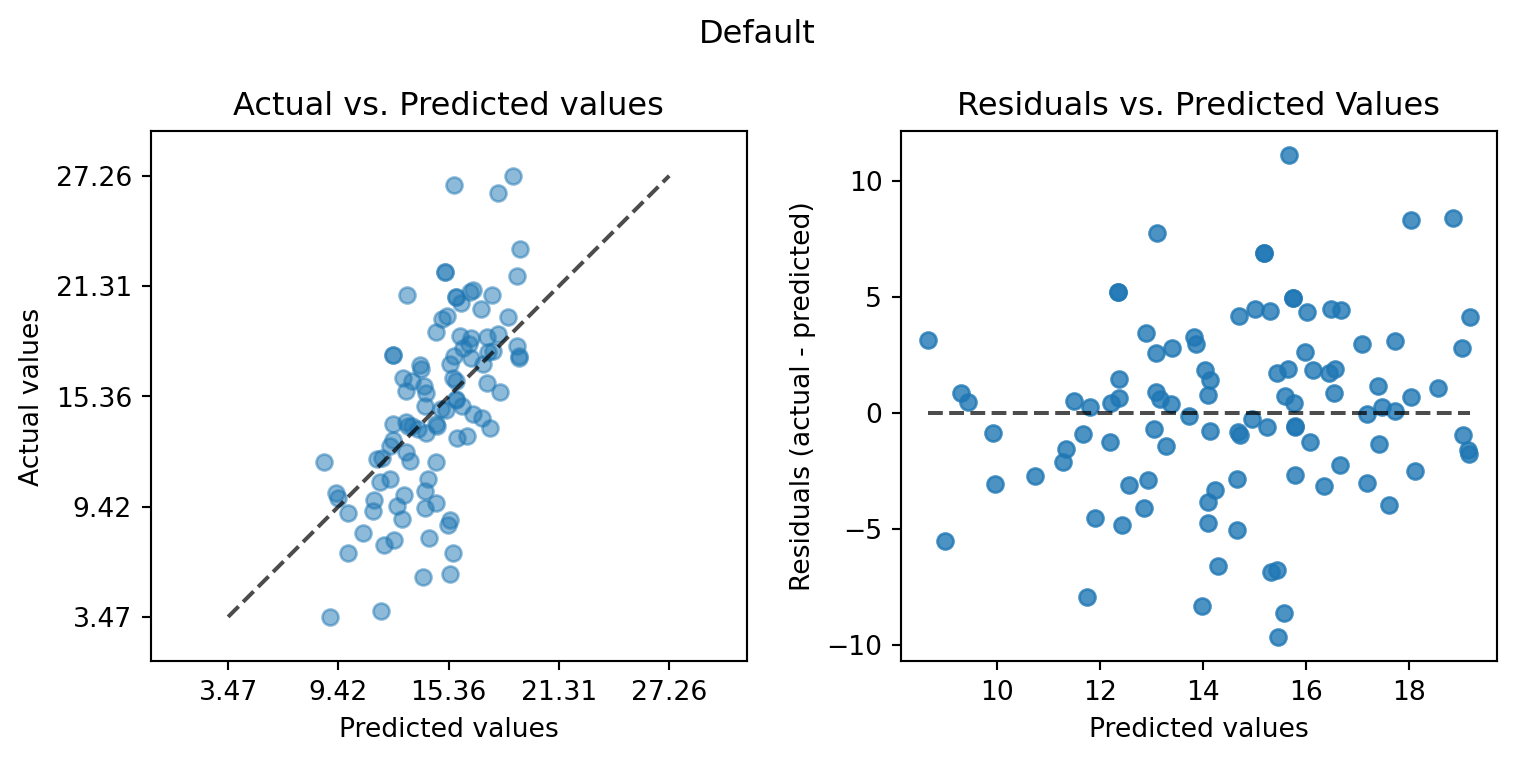 Default
Actual vs. Predicted values
Actual values
27.26
21.31
15.36
9.42
3.47
3.47 9.42 15.36 21.31 27.26
Predicted values
Residuals vs. Predicted Values
Residuals (actual - predicted)
10
5
0
−5
−10
10 12 14 16 18
Predicted values